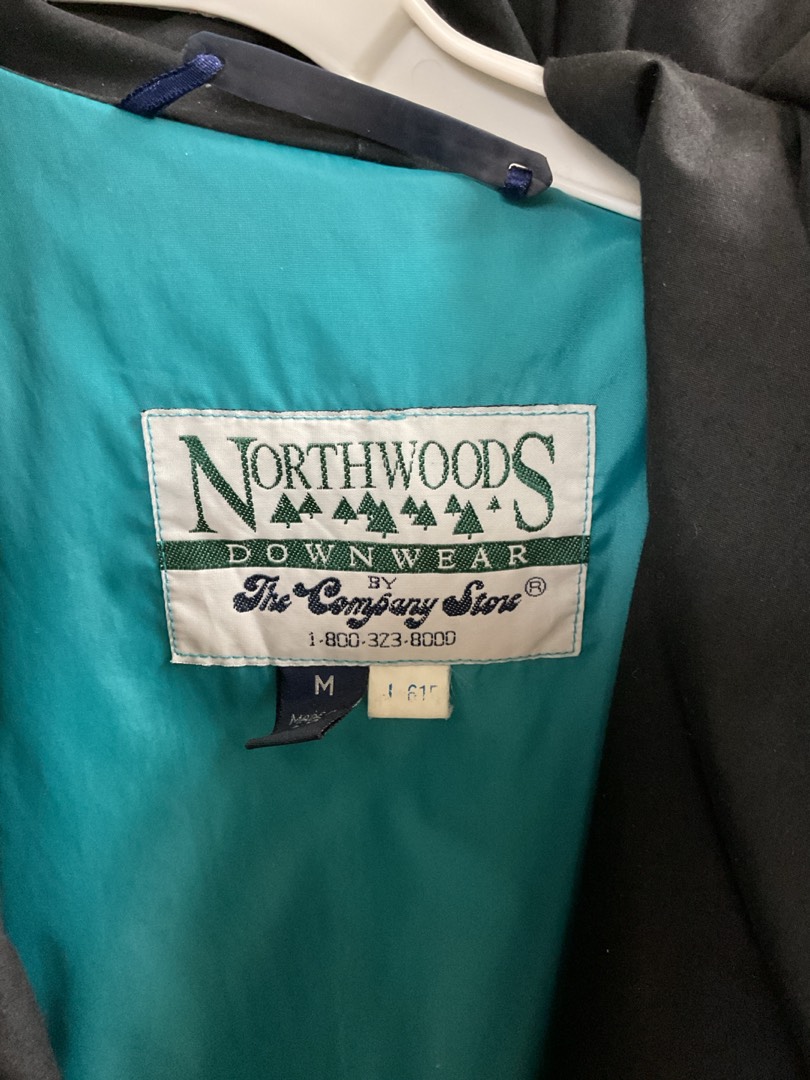 NORTHWOODS
DOWNWEAR
BY
The Company Store®
1-800-323-8000
M